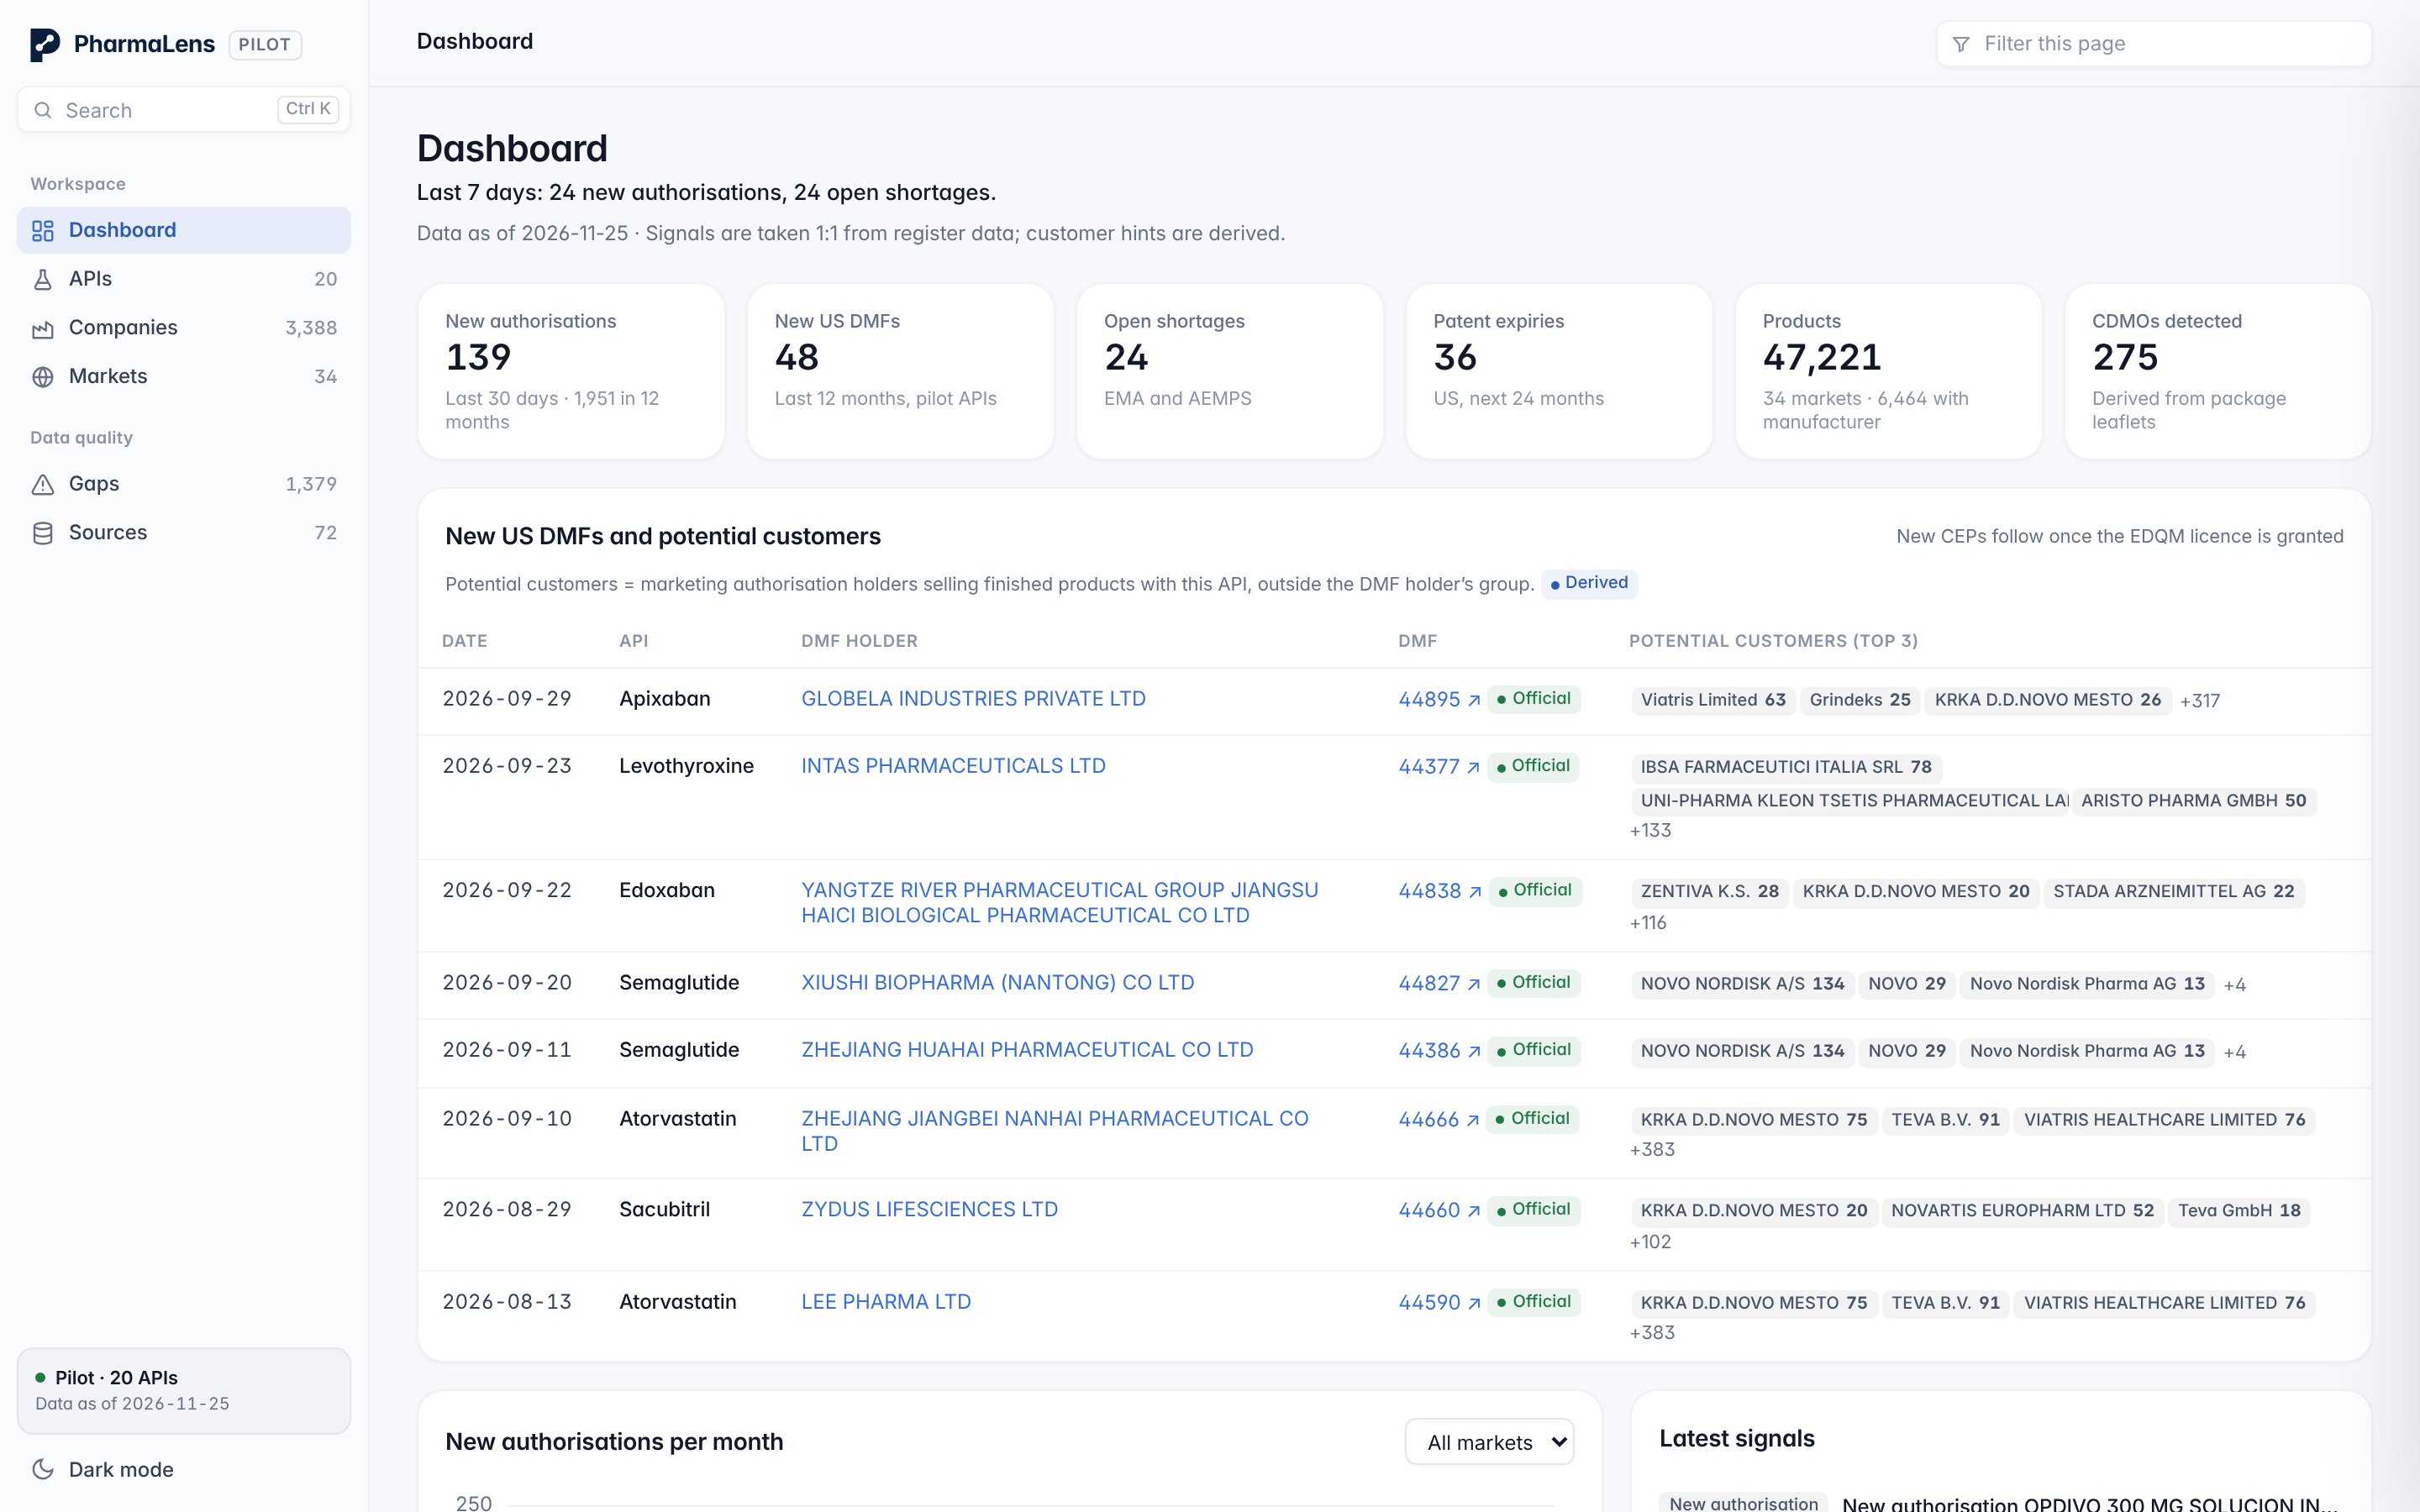 PharmaLens PILOT
Search Ctrl K
Workspace
Dashboard
APIs 20
Companies 3,388
Markets 34
Data quality
Gaps 1,379
Sources 72
Pilot · 20 APIs
Data as of 2026-11-25
Dark mode
Dashboard
Filter this page
Dashboard
Last 7 days: 24 new authorisations, 24 open shortages.
Data as of 2026-11-25 · Signals are taken 1:1 from register data; customer hints are derived.
New authorisations
139
Last 30 days · 1,951 in 12
months
New US DMFs
48
Last 12 months, pilot APIs
Open shortages
24
EMA and AEMPS
Patent expiries
36
US, next 24 months
Products
47,221
34 markets · 6,464 with
manufacturer
CDMOs detected
275
Derived from package
leaflets
New US DMFs and potential customers
New CEPs follow once the EDQM licence is granted
Potential customers = marketing authorisation holders selling finished products with this API, outside the DMF holder’s group. Derived
DATE API DMF HOLDER DMF POTENTIAL CUSTOMERS (TOP 3)
2026-09-29 Apixaban GLOBELA INDUSTRIES PRIVATE LTD 44895 ↗ Official Viatris Limited 63 Grindeks 25 KRKA D.D.NOVO MESTO 26 +317
2026-09-23 Levothyroxine INTAS PHARMACEUTICALS LTD 44377 ↗ Official IBSA FARMACEUTICI ITALIA SRL 78
UNI-PHARMA KLEON TSETIS PHARMACEUTICAL LA ARISTO PHARMA GMBH 50
+133
2026-09-22 Edoxaban YANGTZE RIVER PHARMACEUTICAL GROUP JIANGSU 44838 ↗ Official ZENTIVA K.S. 28 KRKA D.D.NOVO MESTO 20 STADA ARZNEIMITTEL AG 22
HAICI BIOLOGICAL PHARMACEUTICAL CO LTD +116
2026-09-20 Semaglutide XIUSHI BIOPHARMA (NANTONG) CO LTD 44827 ↗ Official NOVO NORDISK A/S 134 NOVO 29 Novo Nordisk Pharma AG 13 +4
2026-09-11 Semaglutide ZHEJIANG HUAHAI PHARMACEUTICAL CO LTD 44386 ↗ Official NOVO NORDISK A/S 134 NOVO 29 Novo Nordisk Pharma AG 13 +4
2026-09-10 Atorvastatin ZHEJIANG JIANGBEI NANHAI PHARMACEUTICAL CO 44666 ↗ Official KRKA D.D.NOVO MESTO 75 TEVA B.V. 91 VIATRIS HEALTHCARE LIMITED 76
LTD +383
2026-08-29 Sacubitril ZYDUS LIFESCIENCES LTD 44660 ↗ Official KRKA D.D.NOVO MESTO 20 NOVARTIS EUROPHARM LTD 52 Teva GmbH 18
+102
2026-08-13 Atorvastatin LEE PHARMA LTD 44590 ↗ Official KRKA D.D.NOVO MESTO 75 TEVA B.V. 91 VIATRIS HEALTHCARE LIMITED 76
+383
New authorisations per month
All markets
250
Latest signals
New authorisation New authorisation OPDIVO 300 MG SOLUCION IN...